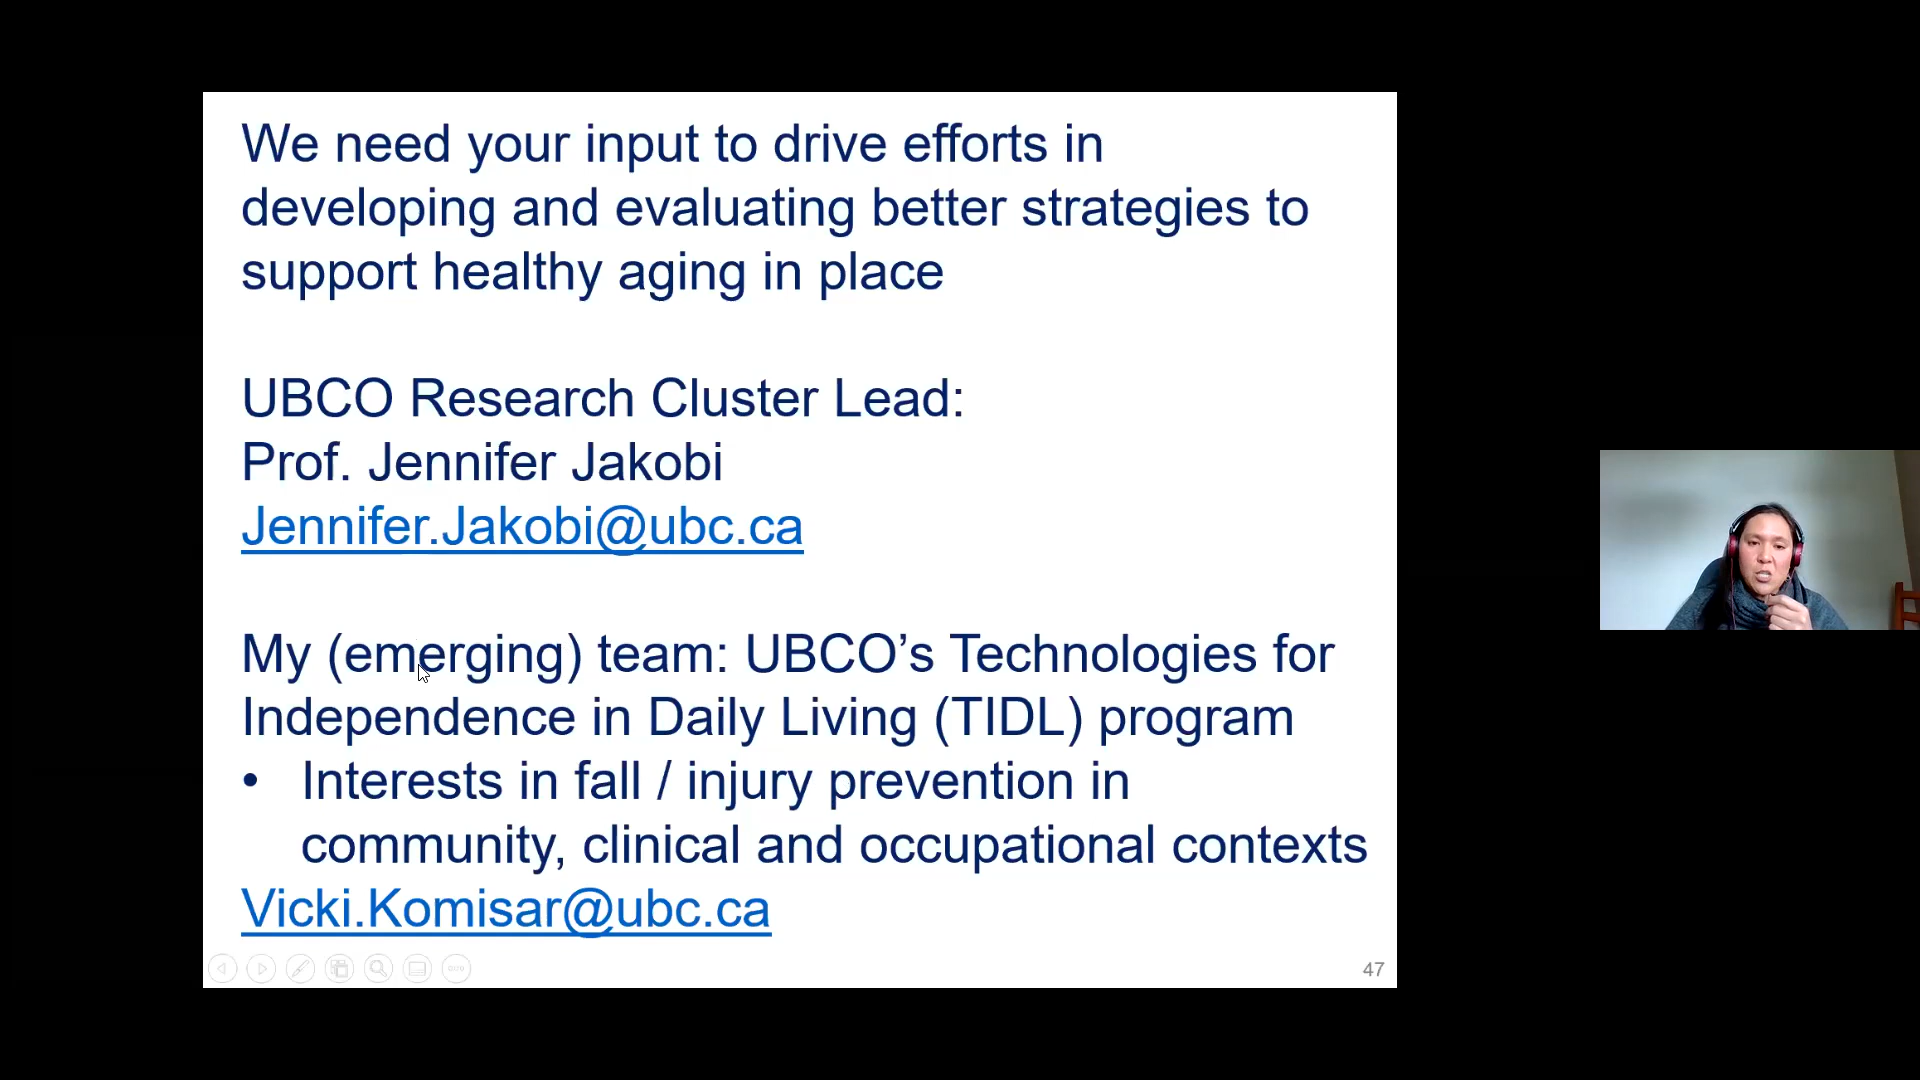 We need your input to drive efforts in
developing and evaluating better strategies to
support healthy aging in place
UBCO Research Cluster Lead:
Prof. Jennifer Jakobi
Jennifer.Jakobi@ubc.ca
My (emerging) team: UBCO’s Technologies for
Independence in Daily Living (TIDL) program
• Interests in fall / injury prevention in
community, clinical and occupational contexts
Vicki.Komisar@ubc.ca
47